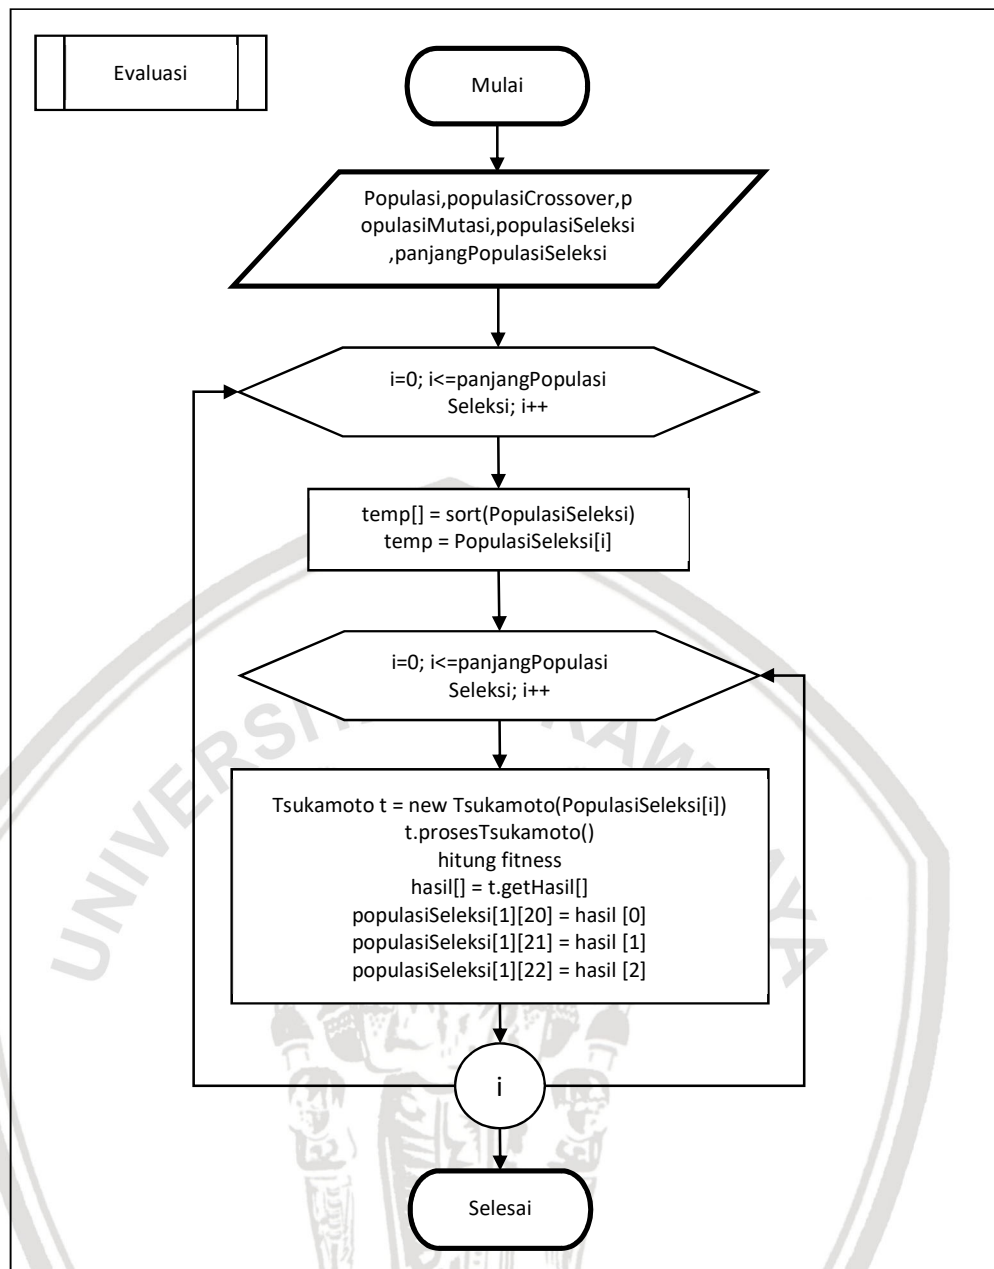 Evaluasi
Mulai
Populasi,populasiCrossover,p
opulasiMutasi,populasiSeleksi
,panjangPopulasiSeleksi
i=0; i<=panjangPopulasi
Seleksi; i++
temp[] = sort(PopulasiSeleksi)
temp = PopulasiSeleksi[i]
i=0; i<=panjangPopulasi
Seleksi; i++
Tsukamoto t = new Tsukamoto(PopulasiSeleksi[i])
t.prosesTsukamoto()
hitung fitness
hasil[] = t.getHasil[]
populasiSeleksi[1][20] = hasil [0]
populasiSeleksi[1][21] = hasil [1]
populasiSeleksi[1][22] = hasil [2]
i
Selesai